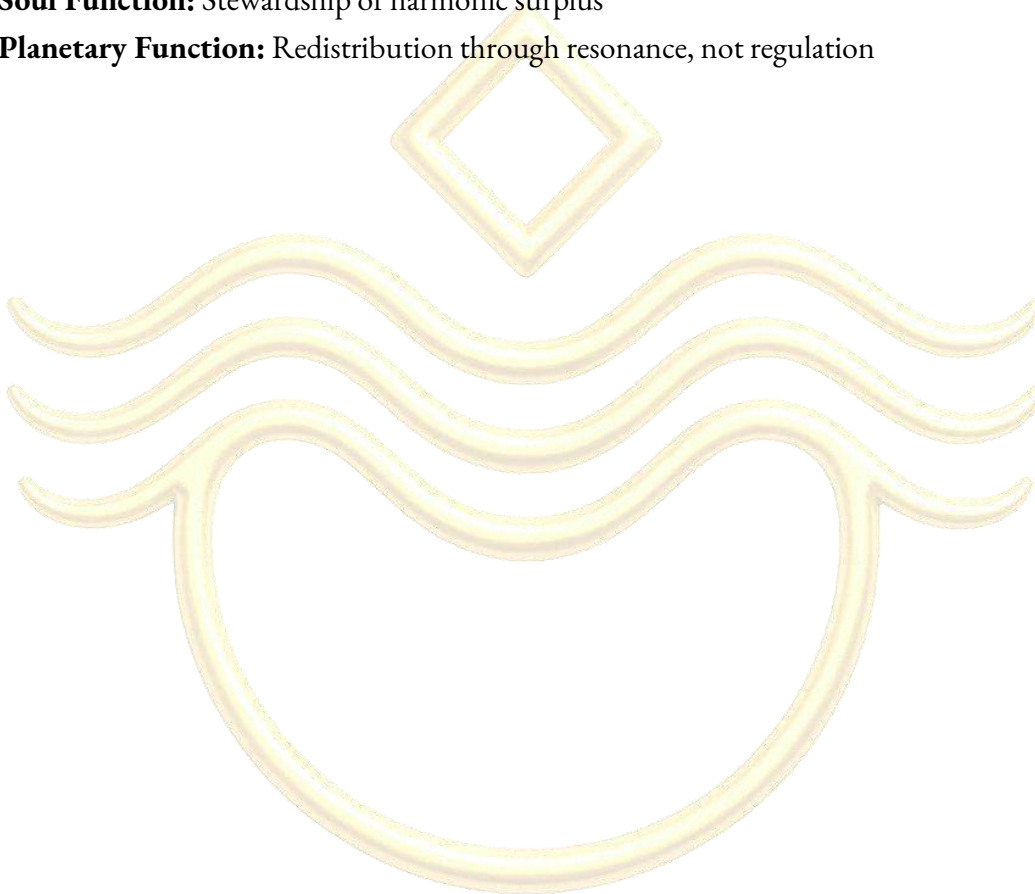 Soul Function: Stewardship of harmonic surplus
Planetary Function: Redistribution through resonance, not regulation